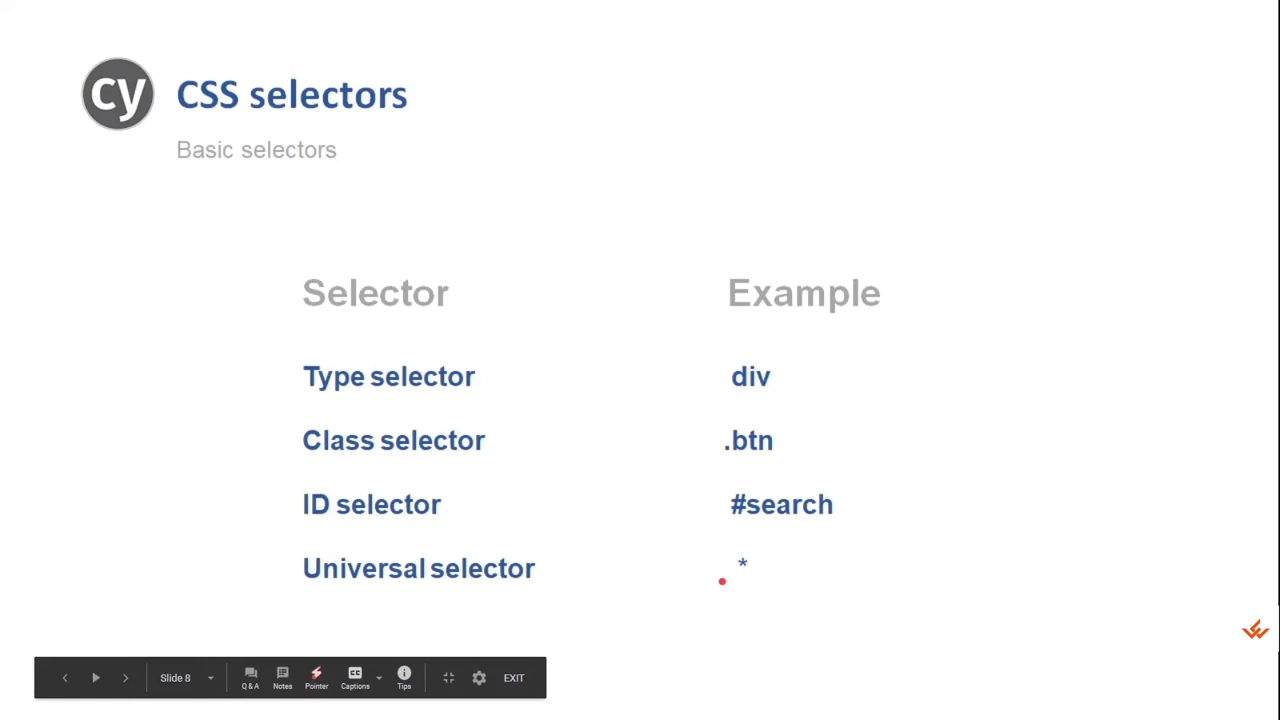 cy CSS selectors
Basic selectors
Selector Example
Type selector div
Class selector .btn
ID selector #search
Universal selector *
Slide 8 Q & A Notes Pointer CC Captions Tips EXIT